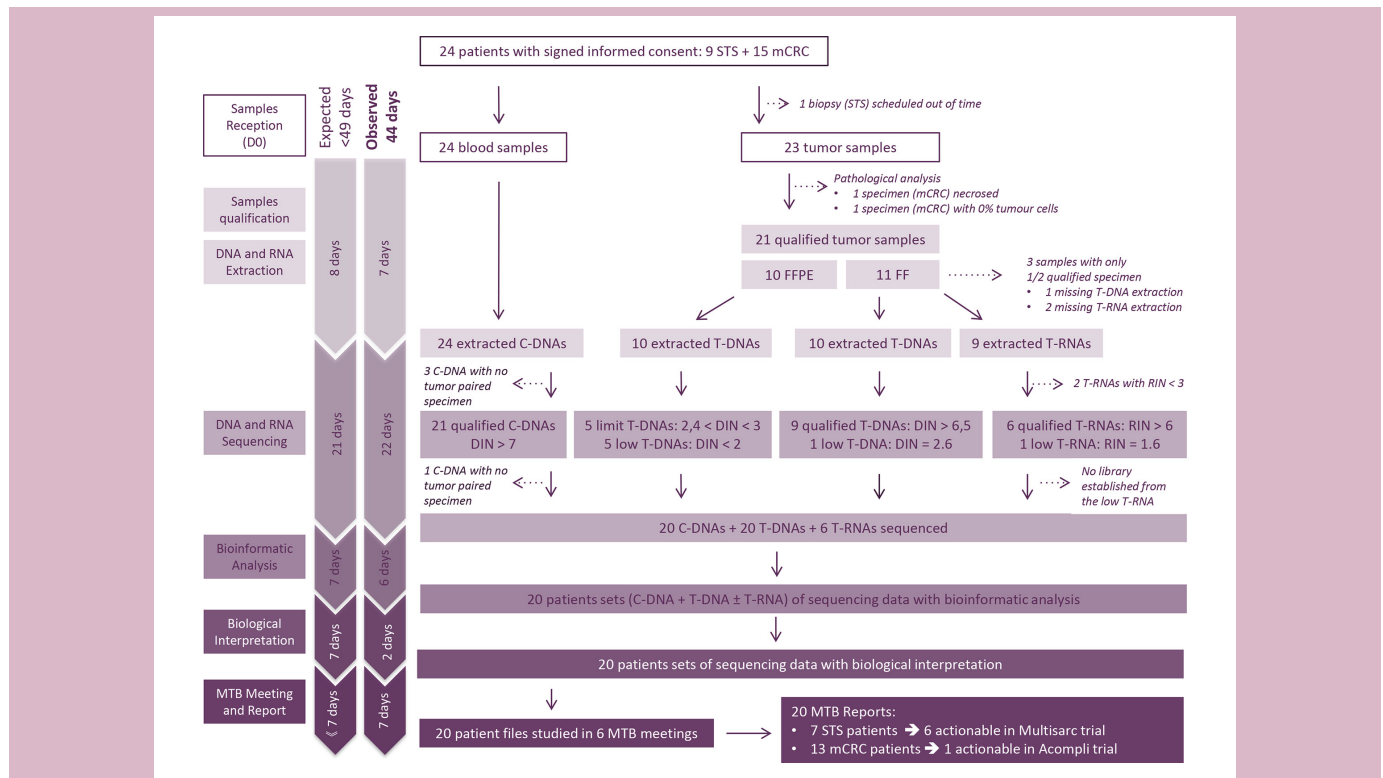 24 patients with signed informed consent: 9 STS + 15 mCRC
Samples
Reception
(D0)
Expected
<49 days
Observed
44 days
1 biopsy (STS) scheduled out of time
24 blood samples
23 tumor samples
Pathological analysis
• 1 specimen (mCRC) necrosed
• 1 specimen (mCRC) with 0% tumour cells
Samples
qualification
21 qualified tumor samples
DNA and RNA
Extraction
8 days
7 days
10 FFPE
11 FF
3 samples with only
1/2 qualified specimen
• 1 missing T-DNA extraction
• 2 missing T-RNA extraction
24 extracted C-DNAs
10 extracted T-DNAs
10 extracted T-DNAs
9 extracted T-RNAs
3 C-DNA with no
tumor paired
specimen
2 T-RNAs with RIN < 3
DNA and RNA
Sequencing
21 days
22 days
21 qualified C-DNAs
DIN > 7
5 limit T-DNAs: 2,4 < DIN < 3
5 low T-DNAs: DIN < 2
9 qualified T-DNAs: DIN > 6,5
1 low T-DNA: DIN = 2.6
6 qualified T-RNAs: RIN > 6
1 low T-RNA: RIN = 1.6
1 C-DNA with no
tumor paired
specimen
No library
established from
the low T-RNA
20 C-DNAs + 20 T-DNAs + 6 T-RNAs sequenced
Bioinformatic
Analysis
7 days
6 days
20 patients sets (C-DNA + T-DNA ± T-RNA) of sequencing data with bioinformatic analysis
Biological
Interpretation
7 days
2 days
20 patients sets of sequencing data with biological interpretation
MTB Meeting
and Report
《 7 days
7 days
20 patient files studied in 6 MTB meetings
20 MTB Reports:
• 7 STS patients ➔ 6 actionable in Multisarc trial
• 13 mCRC patients ➔ 1 actionable in Acompli trial